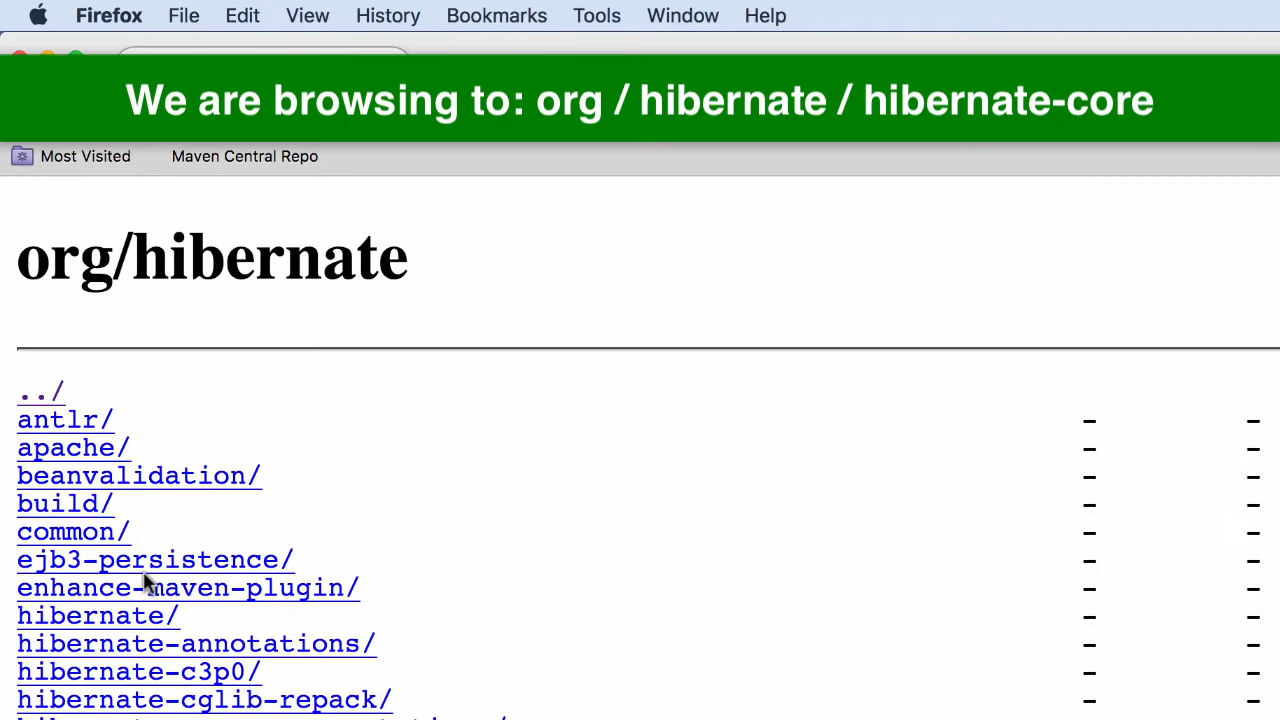 Firefox File Edit View History Bookmarks Tools Window Help
We are browsing to: org / hibernate / hibernate-core
Most Visited Maven Central Repo
org/hibernate
../
antlr/ - -
apache/ - -
beanvalidation/ - -
build/ - -
common/ - -
ejb3-persistence/ - -
enhance-maven-plugin/ - -
hibernate/ - -
hibernate-annotations/ - -
hibernate-c3p0/ - -
hibernate-cglib-repack/ - -